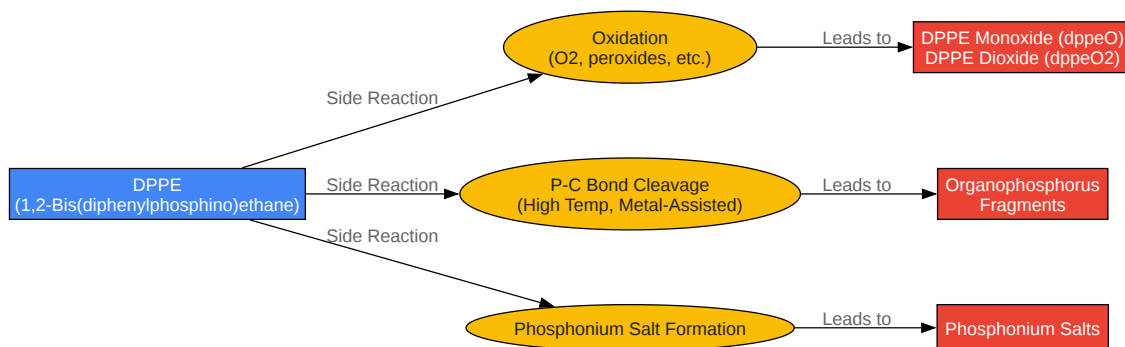 Oxidation
(O2, peroxides, etc.)
Leads to
DPPE Monoxide (dppeO)
DPPE Dioxide (dppeO2)
Side Reaction
DPPE
(1,2-Bis(diphenylphosphino)ethane)
Side Reaction
P-C Bond Cleavage
(High Temp, Metal-Assisted)
Leads to
Organophosphorus
Fragments
Side Reaction
Phosphonium Salt Formation
Leads to
Phosphonium Salts